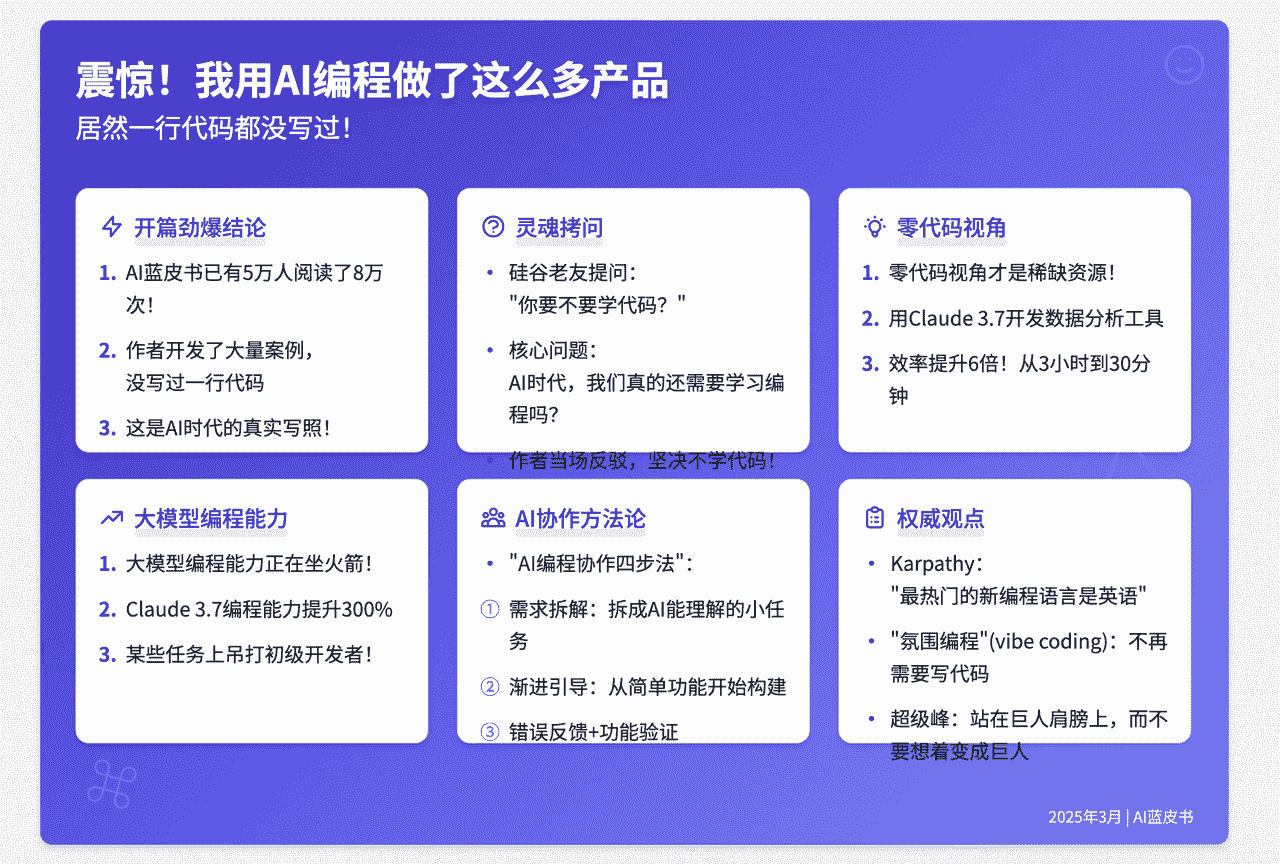 震惊！我用AI编程做了这么多产品
居然一行代码都没写过！
开篇劲爆结论
1. AI蓝皮书已有5万人阅读了8万
次！
2. 作者开发了大量案例，
没写过一行代码
3. 这是AI时代的真实写照！
灵魂拷问
• 硅谷老友提问：
"你要不要学代码？"
• 核心问题：
AI时代，我们真的还需要学习编
程吗？
• 作者当场反驳，坚决不学代码！
零代码视角
1. 零代码视角才是稀缺资源！
2. 用Claude 3.7开发数据分析工具
3. 效率提升6倍！从3小时到30分
钟
大模型编程能力
1. 大模型编程能力正在坐火箭！
2. Claude 3.7编程能力提升300%
3. 某些任务上吊打初级开发者！
AI协作方法论
• "AI编程协作四步法"：
① 需求拆解：拆成AI能理解的小任
务
② 渐进引导：从简单功能开始构建
③ 错误反馈+功能验证
权威观点
• Karpathy：
"最热门的新编程语言是英语"
• "氛围编程"(vibe coding)：不再
需要写代码
• 超级峰：站在巨人肩膀上，而不
要想着变成巨人
2025年3月 | AI蓝皮书